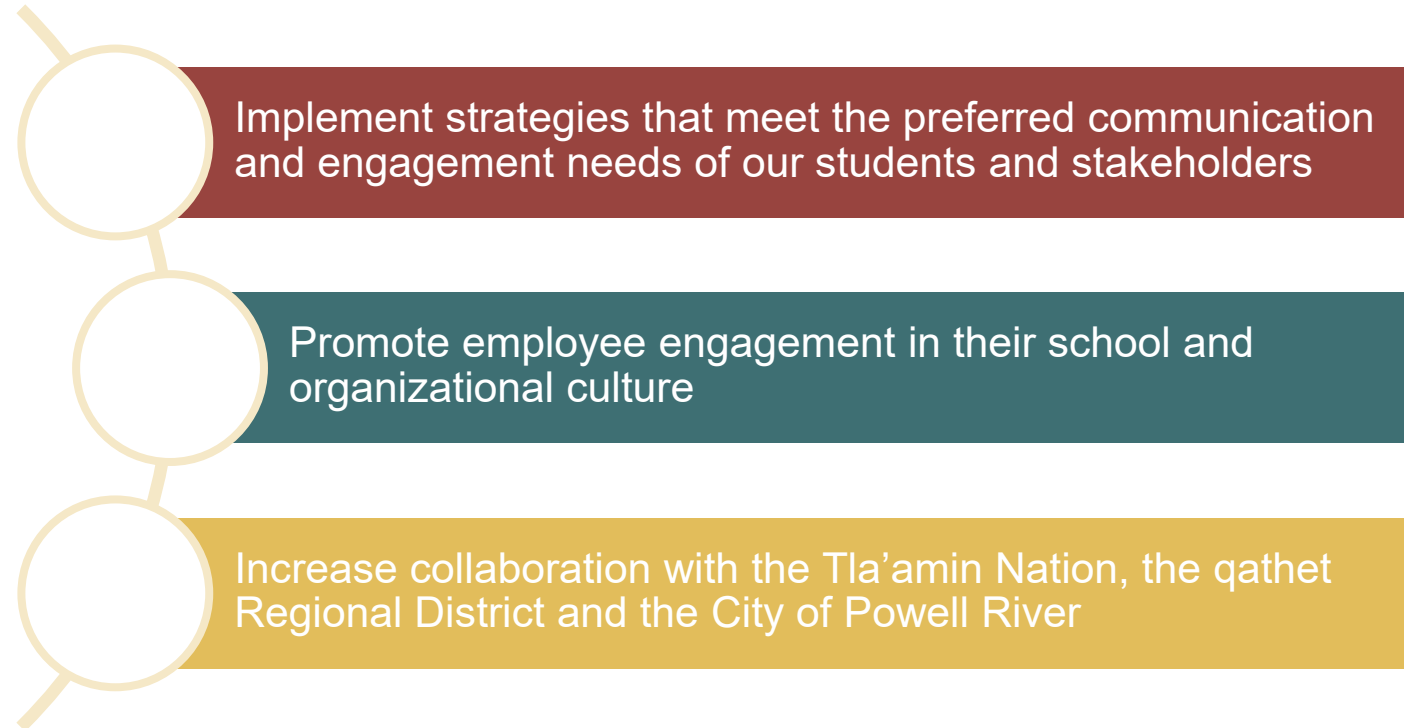 Implement strategies that meet the preferred communication
and engagement needs of our students and stakeholders
Promote employee engagement in their school and
organizational culture
Increase collaboration with the Tla’amin Nation, the qathet
Regional District and the City of Powell River